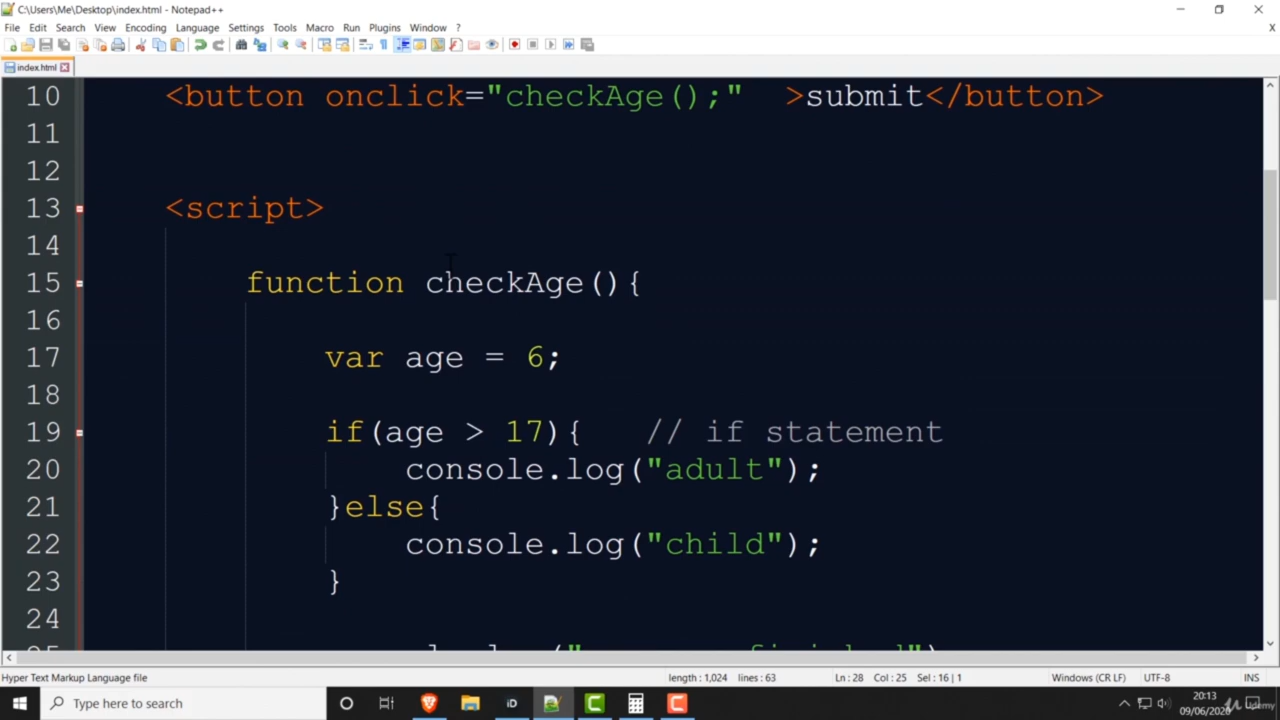 C:\Users\Me\Desktop\index.html - Notepad++
File Edit Search View Encoding Language Settings Tools Macro Run Plugins Window ?
X
index.html
10 <button onclick="checkAge();" >submit</button>
11
12
13 <script>
14
15 function checkAge(){
16
17 var age = 6;
18
19 if(age > 17){ // if statement
20 console.log("adult");
21 }else{
22 console.log("child");
23 }
24
Hyper Text Markup Language file length : 1,024 lines : 63 Ln : 28 Col : 25 Sel : 16 | 1 Windows (CR LF) UTF-8 INS
Type here to search
iD
20:13
09/06/2020
Udemy